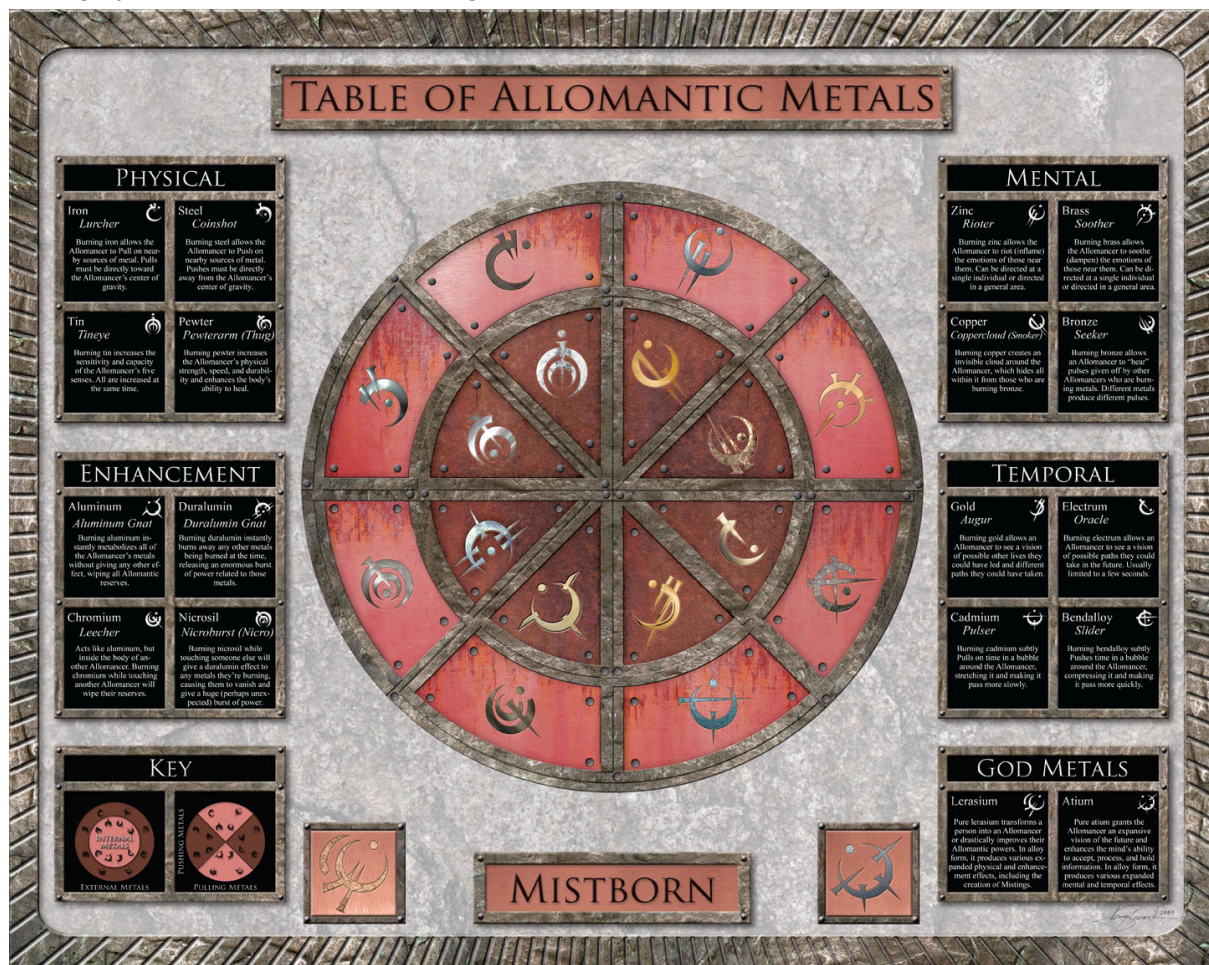 TABLE OF ALLOMANTIC METALS
PHYSICAL
Iron
Lurcher
Burning iron allows the
Allomancer to Pull on near-
by sources of metal. Pulls
must be directly toward
the Allomancer's center of
gravity.
Steel
Coinshot
Burning steel allows the
Allomancer to Push on
nearby sources of metal.
Pushes must be directly
away from the Allomancer's
center of gravity.
Tin
Tineye
Burning tin increases the
sensitivity and capacity
of the Allomancer's five
senses. All are increased at
the same time.
Pewter
Pewterarm (Thug)
Burning pewter increases
the Allomancer's physical
strength, speed, and durabil-
ity and enhances the body's
ability to heal.
MENTAL
Zinc
Rioter
Burning zinc allows the
Allomancer to riot (inflame)
the emotions of those near
them. Can be directed at a
single individual or directed
in a general area.
Brass
Soother
Burning brass allows
the Allomancer to soothe
(dampen) the emotions of
those near them. Can be di-
rected at a single individual
or directed in a general area.
Copper
Coppercloud (Smoker)
Burning copper creates an
invisible cloud around the
Allomancer, which hides all
within it from those who are
burning bronze.
Bronze
Seeker
Burning bronze allows
an Allomancer to "hear"
pulses given off by other
Allomancers who are burn-
ing metals. Different metals
produce different pulses.
ENHANCEMENT
Aluminum
Aluminum Gnat
Burning aluminum in-
stantly metabolizes all of
the Allomancer's metals
without giving any other ef-
fect, wiping all Allomantic
reserves.
Duralumin
Duralumin Gnat
Burning duralumin instantly
burns away any other metals
being burned at the time,
releasing an enormous burst
of power related to those
metals.
Chromium
Leecher
Acts like aluminum, but
inside the body of an-
other Allomancer. Burning
chromium while touching
another Allomancer will
wipe their reserves.
Nicrosil
Nicroburst (Nicro)
Burning nicrosil while
touching someone else will
give a duralumin effect to
any metals they're burning,
causing them to vanish and
give a huge (perhaps unex-
pected) burst of power.
TEMPORAL
Gold
Augur
Burning gold allows an
Allomancer to see a vision
of possible other lives they
could have led and different
paths they could have taken.
Electrum
Oracle
Burning electrum allows an
Allomancer to see a vision
of possible paths they could
take in the future. Usually
limited to a few seconds.
Cadmium
Pulser
Burning cadmium subtly
Pulls on time in a bubble
around the Allomancer,
stretching it and making it
pass more slowly.
Bendalloy
Slider
Burning bendalloy subtly
Pushes time in a bubble
around the Allomancer,
compressing it and making
it pass more quickly.
KEY
INTERNAL
METALS
EXTERNAL METALS
PUSHING METALS
PULLING METALS
MISTBORN
GOD METALS
Lerasium
Pure lerasium transforms a
person into an Allomancer
or drastically improves their
Allomantic powers. In alloy
form, it produces various ex-
panded physical and enhance-
ment effects, including the
creation of Mistings.
Atium
Pure atium grants the
Allomancer an expansive
vision of the future and
enhances the mind's ability
to accept, process, and hold
information. In alloy form, it
produces various expanded
mental and temporal effects.
2009